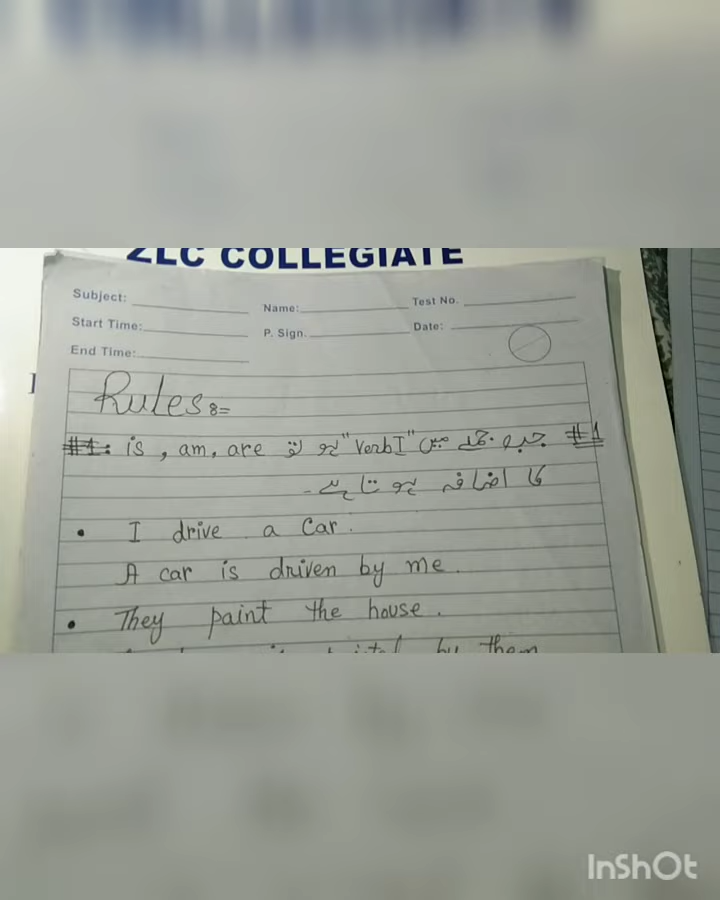 ZLC COLLEGIATE
Subject: Name: Test No.
Start Time: P. Sign. Date:
End Time:
Rules:=
#1 جب جملے میں "Verb I" ہو تو is, am, are #1:
کا اضافہ ہوتا ہے۔
• I drive a Car.
A car is driven by me.
• They paint the house.
by them
InShOt